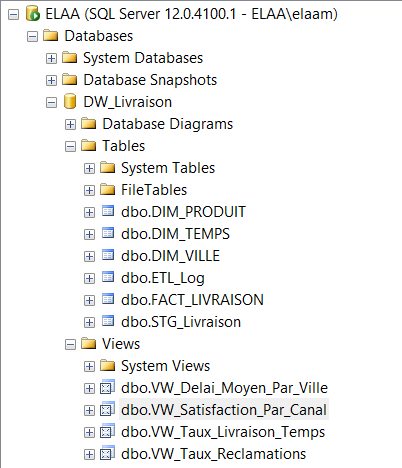 ELAA (SQL Server 12.0.4100.1 - ELAA\elaam)
Databases
System Databases
Database Snapshots
DW_Livraison
Database Diagrams
Tables
System Tables
FileTables
dbo.DIM_PRODUIT
dbo.DIM_TEMPS
dbo.DIM_VILLE
dbo.ETL_Log
dbo.FACT_LIVRAISON
dbo.STG_Livraison
Views
System Views
dbo.VW_Delai_Moyen_Par_Ville
dbo.VW_Satisfaction_Par_Canal
dbo.VW_Taux_Livraison_Temps
dbo.VW_Taux_Reclamations